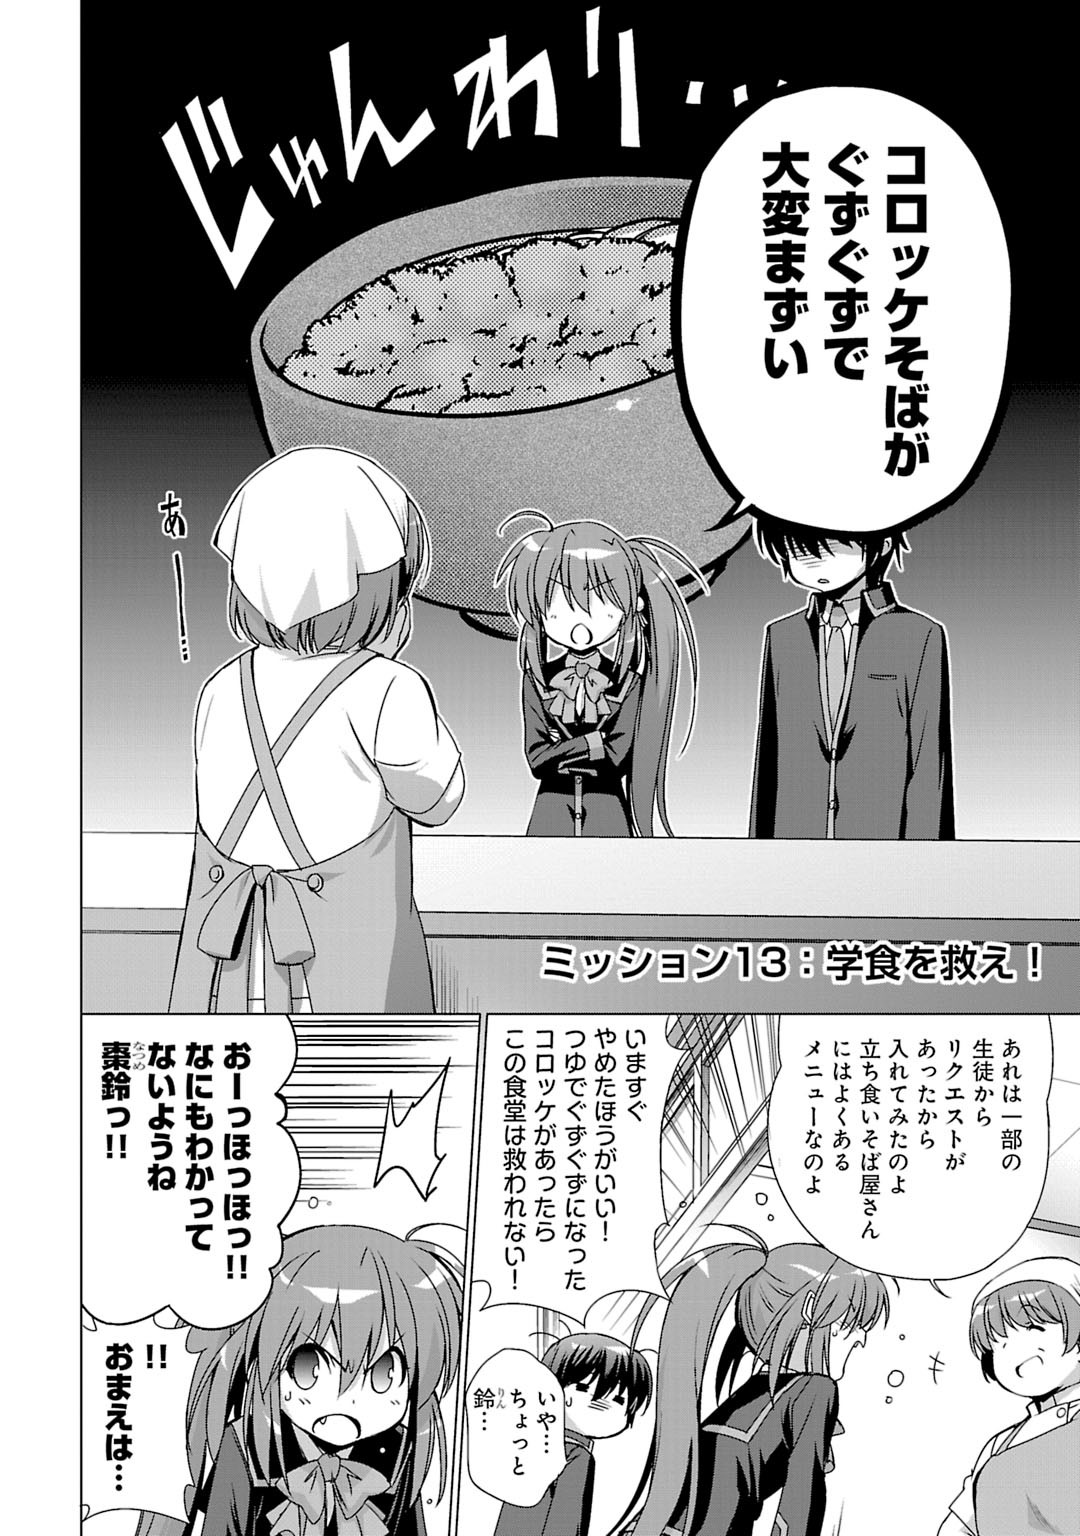 じゅんわり…
コロッケそばが
ぐずぐずで
大変まずい
あー…
ミッション13：学食を救え！
あれは一部の
生徒から
リクエストが
あったから
入れてみたのよ
立ち食いそば屋さん
にはよくある
メニューなのよ
いますぐ
やめたほうがいい！
つゆでぐずぐずになった
コロッケがあったら
この食堂は救われない！
いや…
ちょっと
鈴…
りん
おーっほっほっ!!
なにもわかって
ないようね
棗鈴っ!!
なつめ
!!
おまえは…